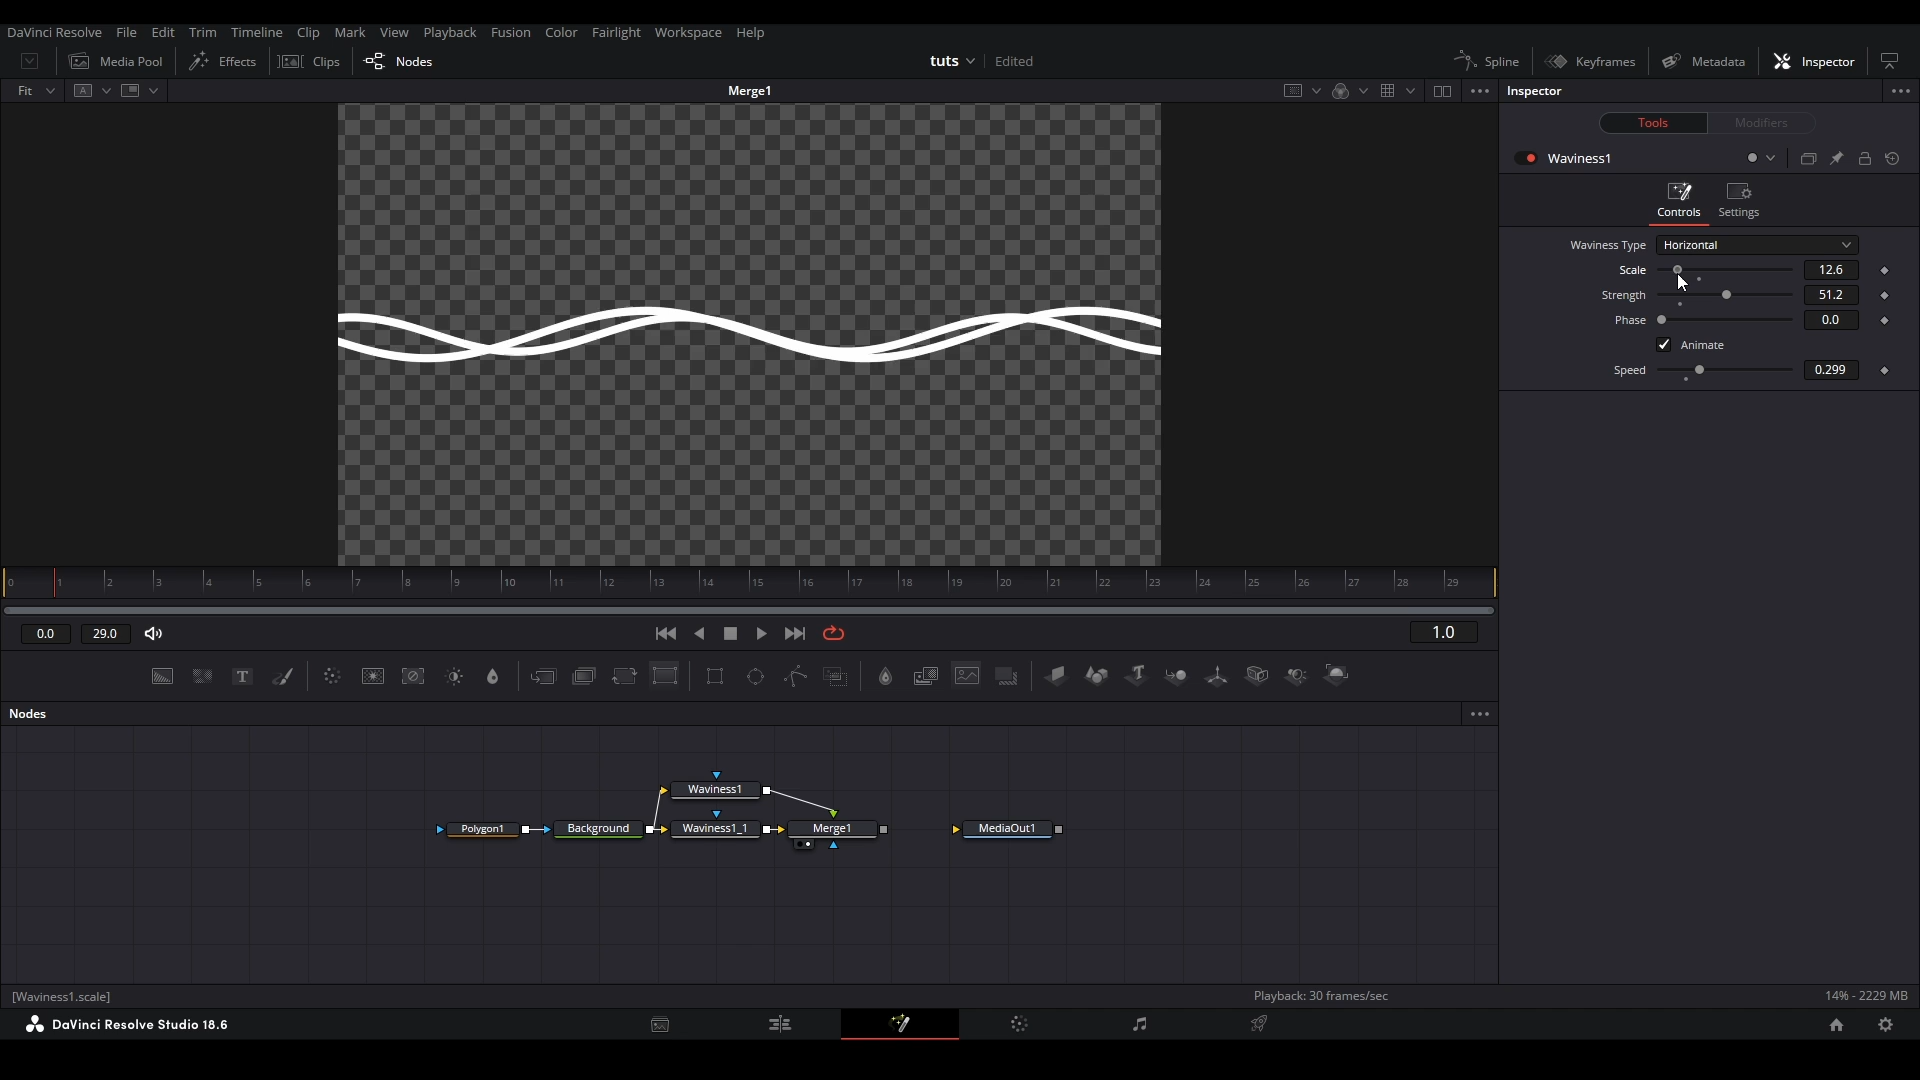 DaVinci Resolve File Edit Trim Timeline Clip Mark View Playback Fusion Color Fairlight Workspace Help
Media Pool Effects Clips Nodes tuts Edited Spline Keyframes Metadata Inspector
Fit A Merge1 Inspector
Tools Modifiers
Waviness1
Controls Settings
Waviness Type Horizontal
Scale 12.6
Strength 51.2
Phase 0.0
Animate
Speed 0.299
0 1 2 3 4 5 6 7 8 9 10 11 12 13 14 15 16 17 18 19 20 21 22 23 24 25 26 27 28 29
0.0 29.0 1.0
T T
Nodes
Waviness1
Polygon1 Background Waviness1_1 Merge1 MediaOut1
[Waviness1.scale] Playback: 30 frames/sec 14% - 2229 MB
DaVinci Resolve Studio 18.6